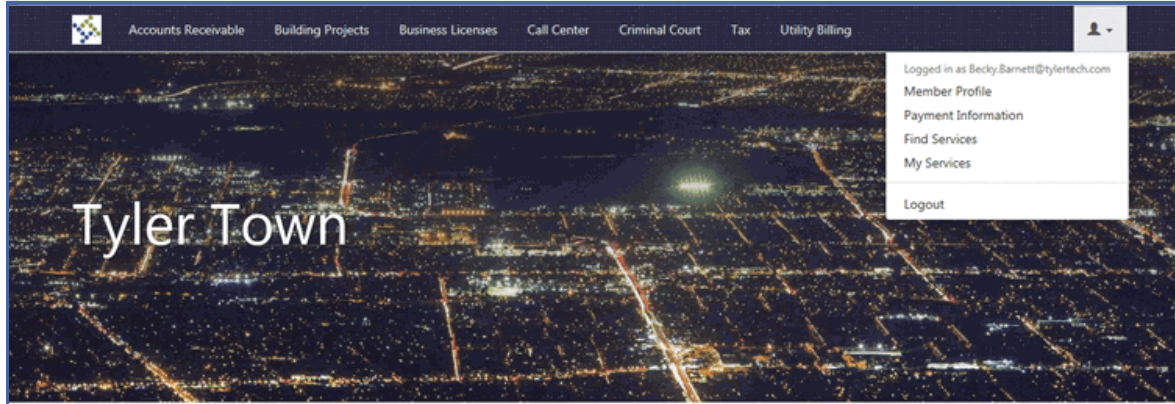 Accounts Receivable Building Projects Business Licenses Call Center Criminal Court Tax Utility Billing
Logged in as Becky.Barnett@tylertech.com
Member Profile
Payment Information
Find Services
My Services
Logout
Tyler Town